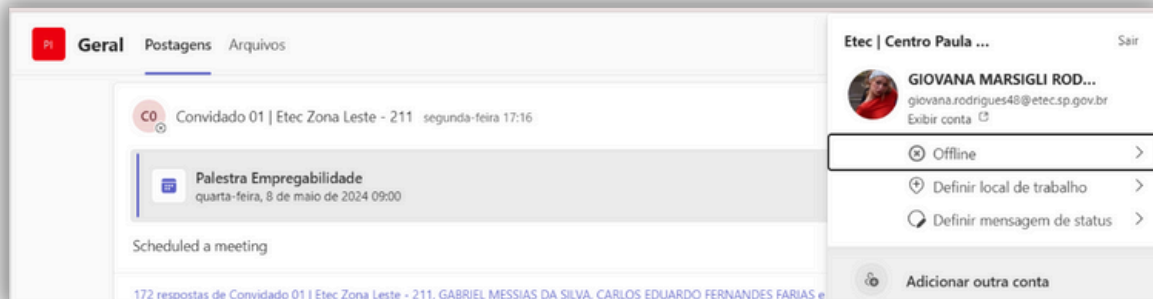 PI Geral Postagens Arquivos
C0 Convidado 01 | Etec Zona Leste - 211 segunda-feira 17:16
Palestra Empregabilidade
quarta-feira, 8 de maio de 2024 09:00
Scheduled a meeting
172 respostas de Convidado 01 | Etec Zona Leste - 211, GABRIEL MESSIAS DA SILVA, CARLOS EDUARDO FERNANDES FARIAS e
Etec | Centro Paula ... Sair
GIOVANA MARSIGLI ROD...
giovana.rodrigues48@etec.sp.gov.br
Exibir conta
Offline
Definir local de trabalho
Definir mensagem de status
Adicionar outra conta